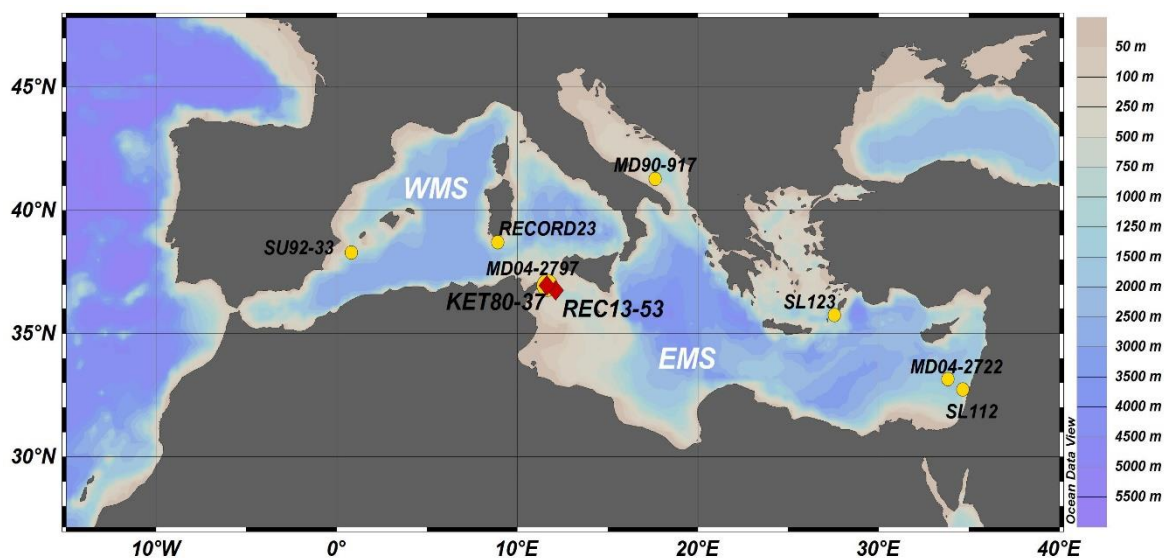 45°N
40°N
35°N
30°N
10°W
0°
10°E
20°E
30°E
40°E
WMS
EMS
MD90-917
RECORD23
SU92-33
MD04-2797
KET80-37
REC13-53
SL123
MD04-2722
SL112
Ocean Data View
50 m
100 m
250 m
500 m
750 m
1000 m
1250 m
1500 m
2000 m
2500 m
3000 m
3500 m
4000 m
4500 m
5000 m
5500 m